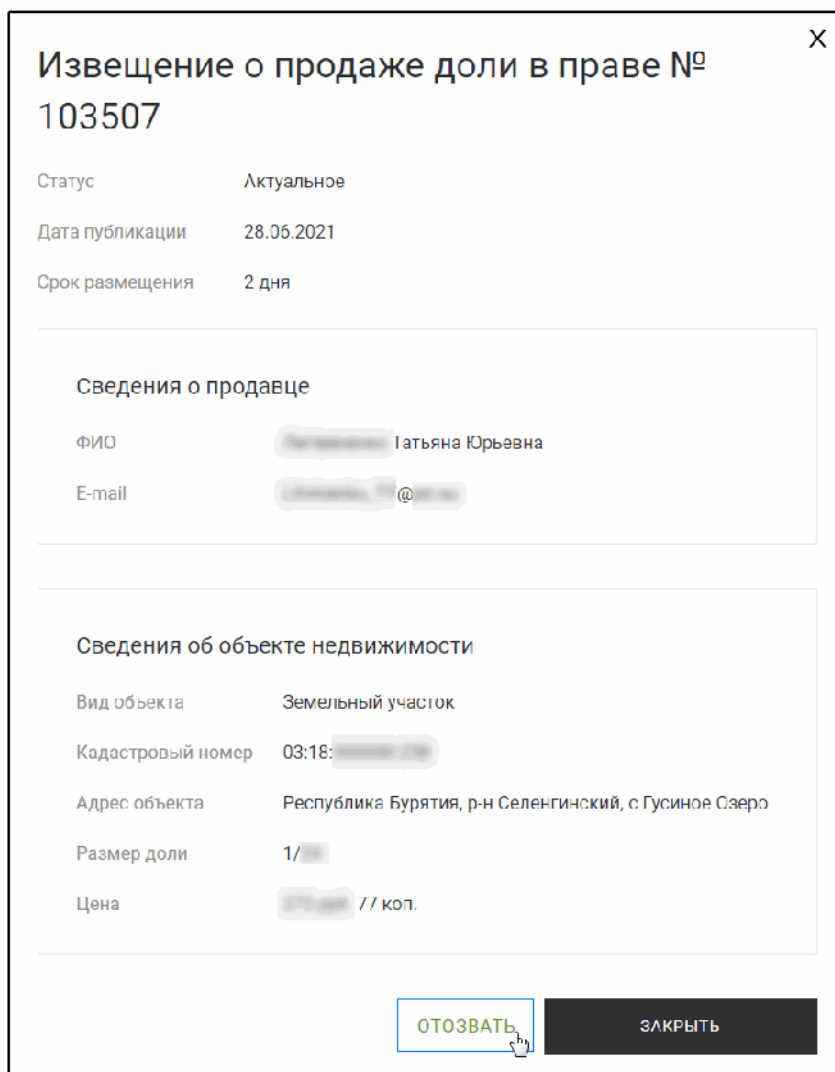 X
Извещение о продаже доли в праве №
103507
Статус Актуальное
Дата публикации 28.06.2021
Срок размещения 2 дня
Сведения о продавце
ФИО Татьяна Юрьевна
E-mail @
Сведения об объекте недвижимости
Вид объекта Земельный участок
Кадастровый номер 03:18:
Адрес объекта Республика Бурятия, р-н Селенгинский, с Гусиное Озеро
Размер доли 1/
Цена 77 коп.
ОТОЗВАТЬ ЗАКРЫТЬ